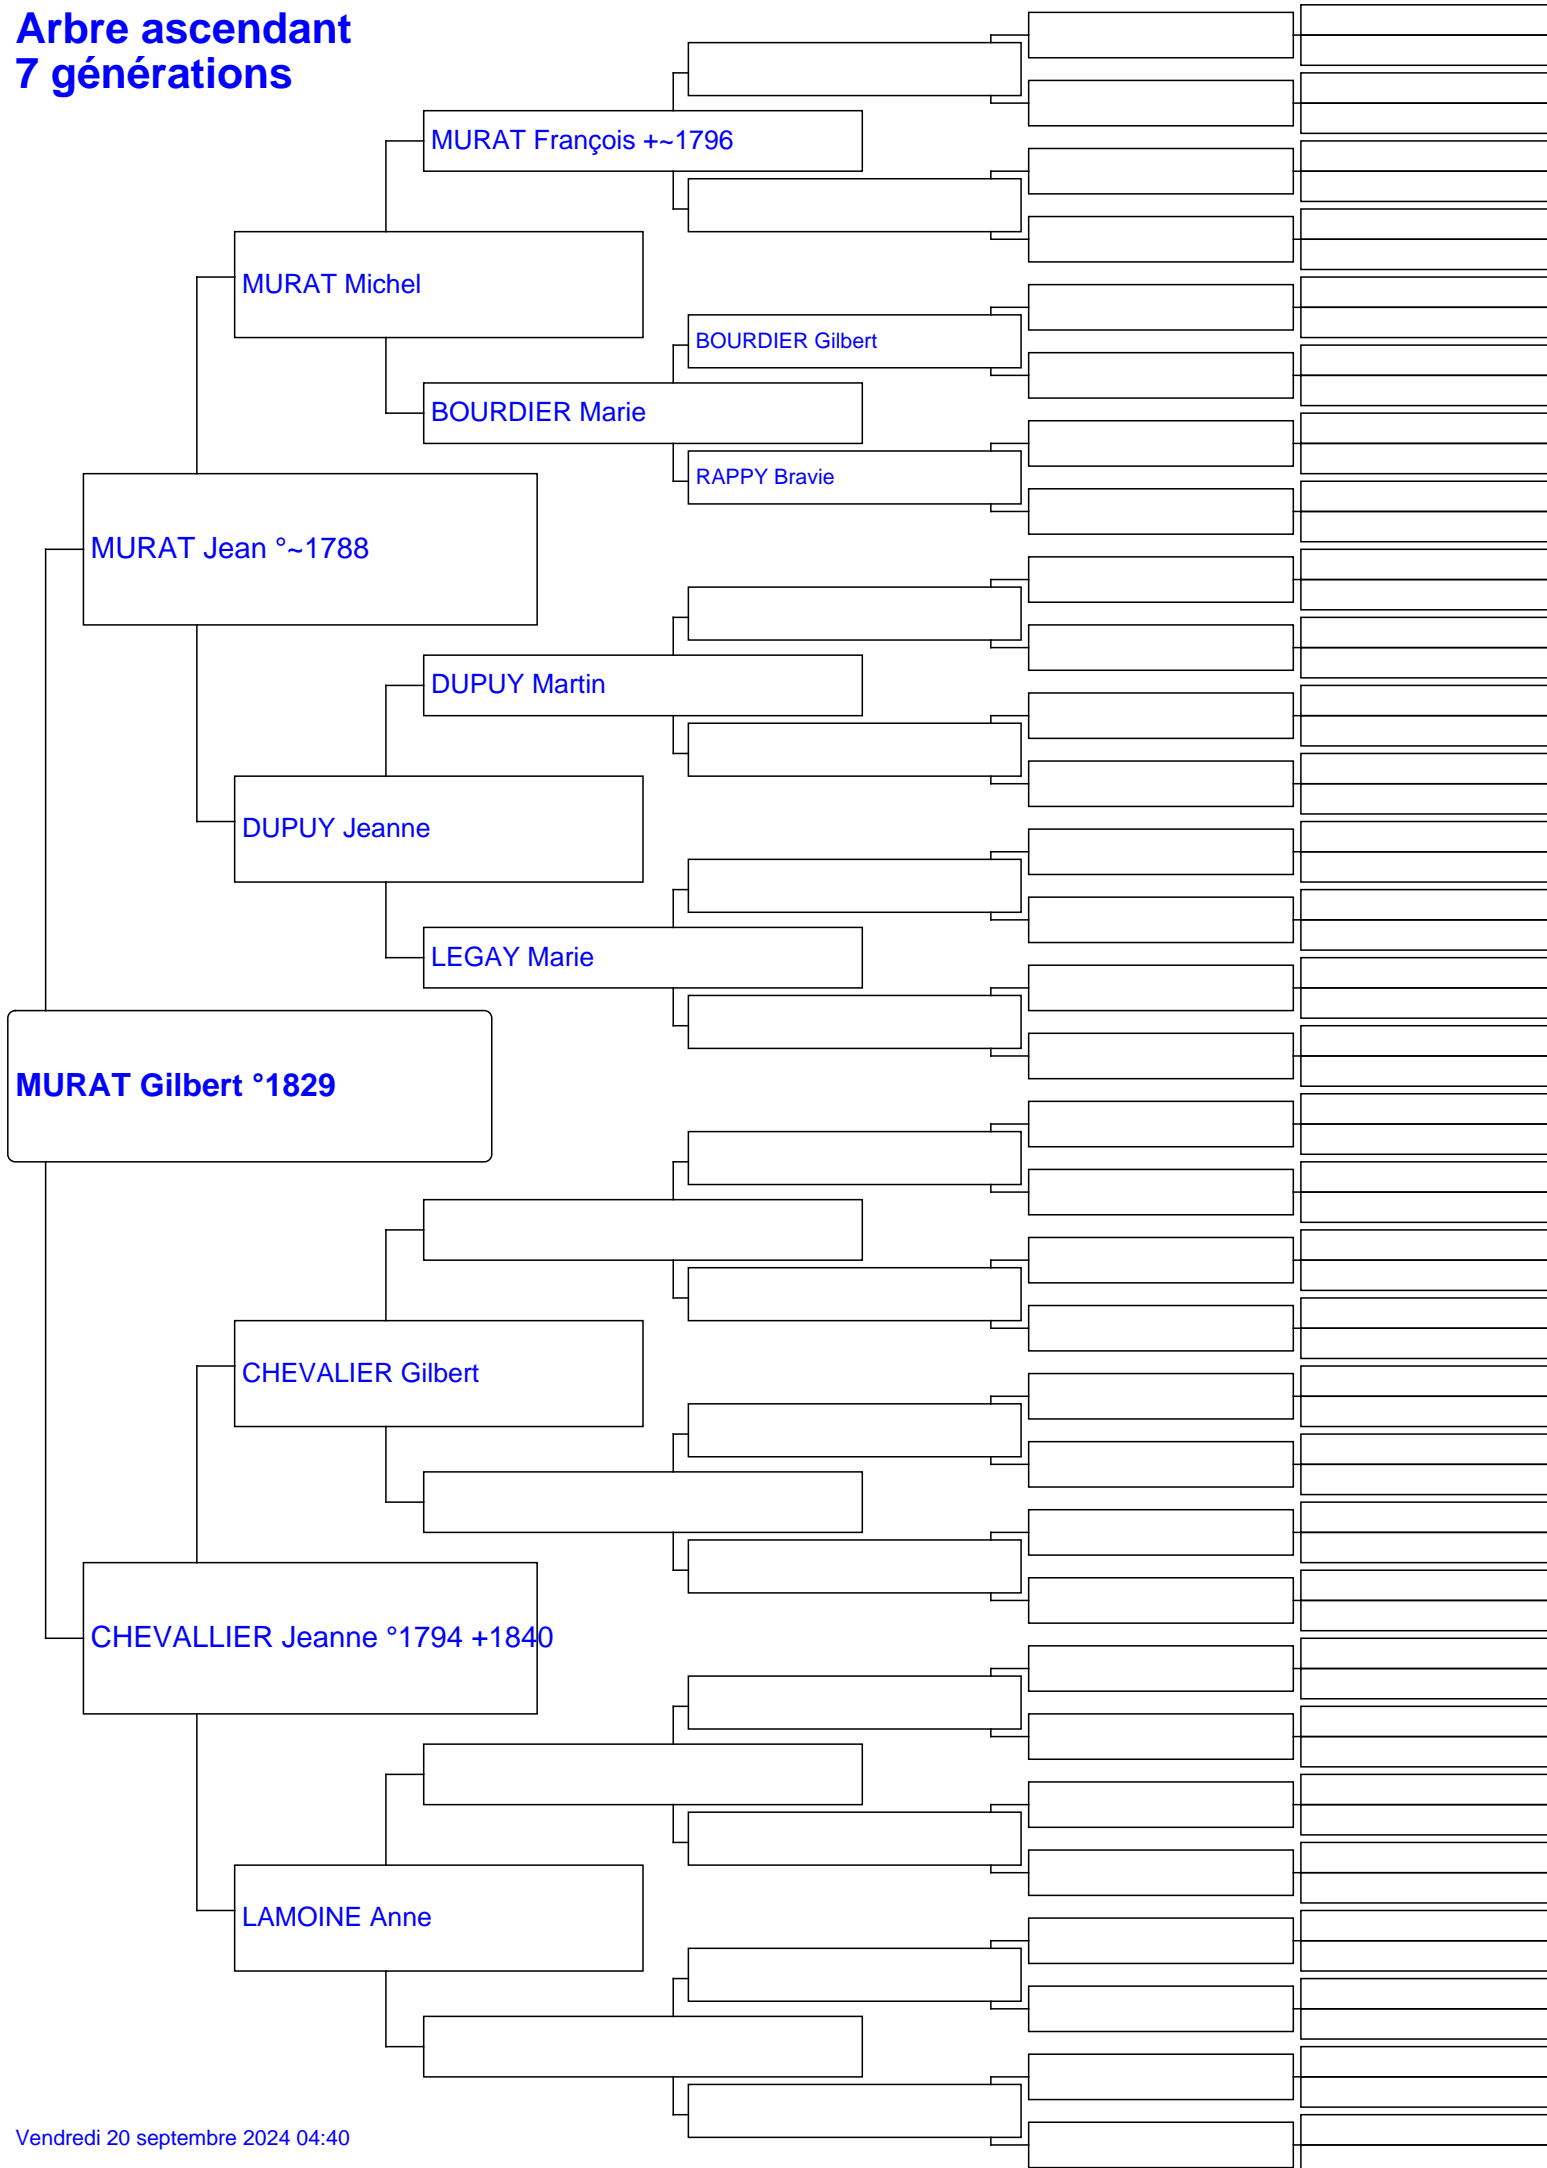 Arbre ascendant
7 générations
MURAT François +~1796
MURAT Michel
BOURDIER Gilbert
BOURDIER Marie
RAPPY Bravie
MURAT Jean °~1788
DUPUY Martin
DUPUY Jeanne
LEGAY Marie
MURAT Gilbert °1829
CHEVALIER Gilbert
CHEVALLIER Jeanne °1794 +1840
LAMOINE Anne
Vendredi 20 septembre 2024 04:40